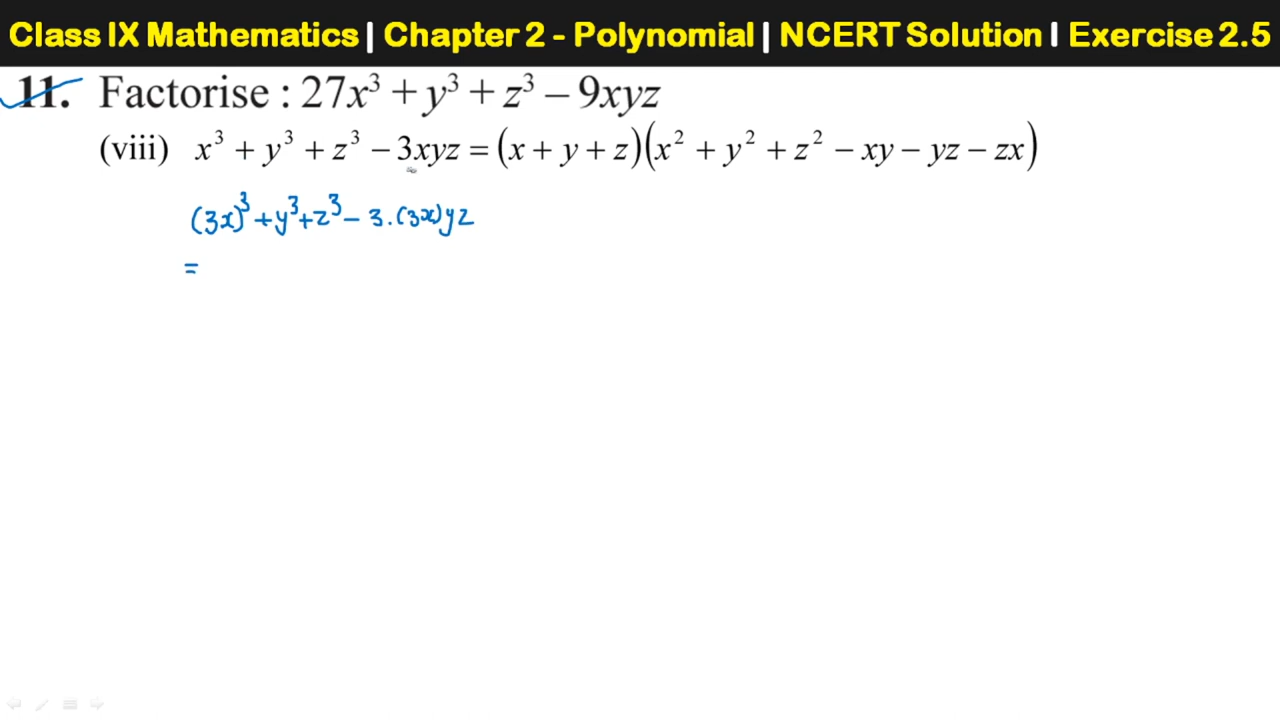 Class IX Mathematics | Chapter 2 - Polynomial | NCERT Solution I Exercise 2.5
11. Factorise : 27x³ + y³ + z³ – 9xyz
(viii) x³ + y³ + z³ − 3xyz = (x + y + z)(x² + y² + z² − xy − yz − zx)
(3x)³ + y³ + z³ − 3.(3x)yz
=